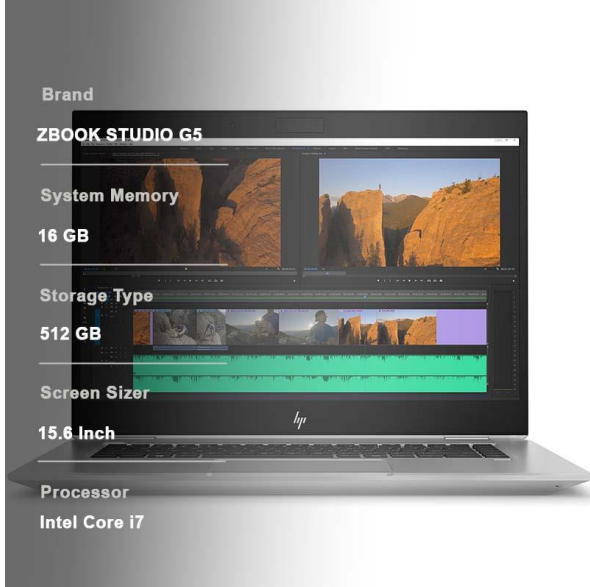 Brand
ZBOOK STUDIO G5
System Memory
16 GB
Storage Type
512 GB
Screen Sizer
15.6 Inch
hp
Processor
Intel Core i7